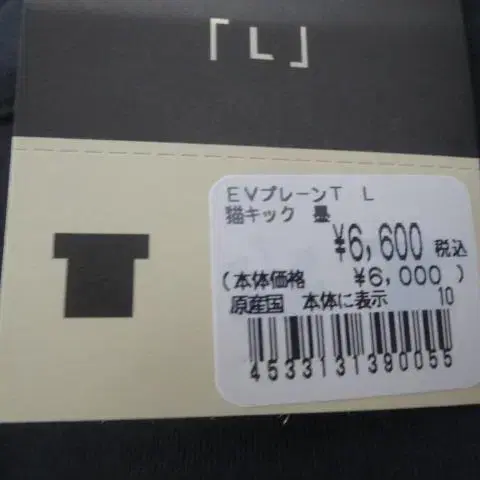 「L」
EVプレーンT L
猫キック 墨
¥6,600 税込
(本体価格 ¥6,000 )
原産国 本体に表示 10
4533131390055